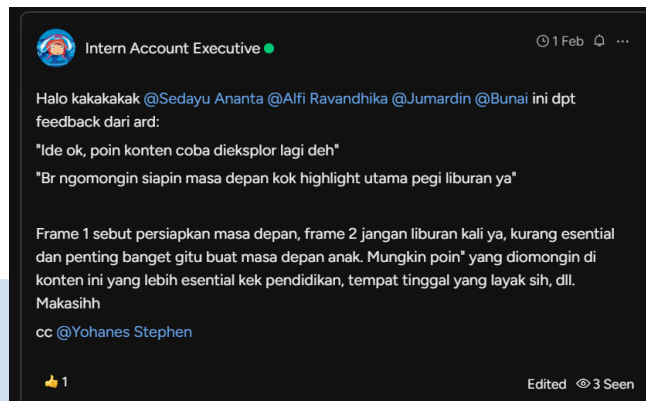 Intern Account Executive
1 Feb
Halo kakakakak @Sedayu Ananta @Alfi Ravandhika @Jumardin @Bunai ini dpt
feedback dari ard:
"Ide ok, poin konten coba dieksplor lagi deh"
"Br ngomongin siapin masa depan kok highlight utama pegi liburan ya"
Frame 1 sebut persiapkan masa depan, frame 2 jangan liburan kali ya, kurang esential
dan penting banget gitu buat masa depan anak. Mungkin poin" yang diomongin di
konten ini yang lebih esential kek pendidikan, tempat tinggal yang layak sih, dll.
Makasihh
cc @Yohanes Stephen
👍 1
Edited 3 Seen